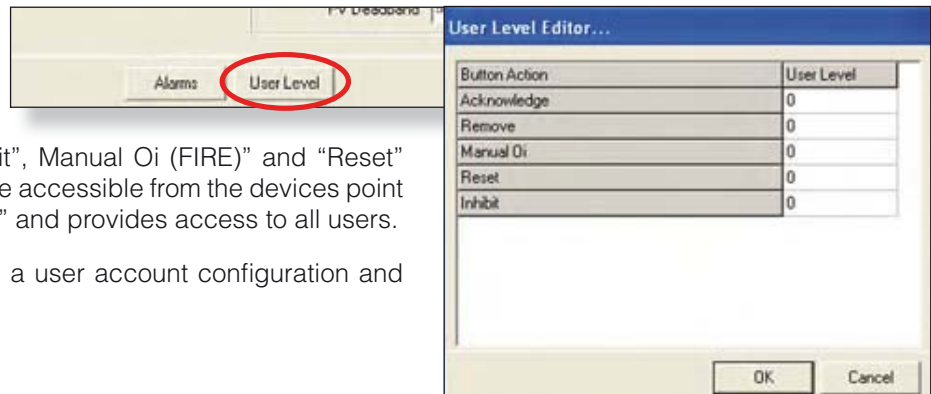 PV Deadband
Alarms User Level
it”, Manual Oi (FIRE)” and “Reset”
e accessible from the devices point
” and provides access to all users.
a user account configuration and
User Level Editor...
Button Action User Level
Acknowledge 0
Remove 0
Manual Oi 0
Reset 0
Inhibit 0
OK Cancel